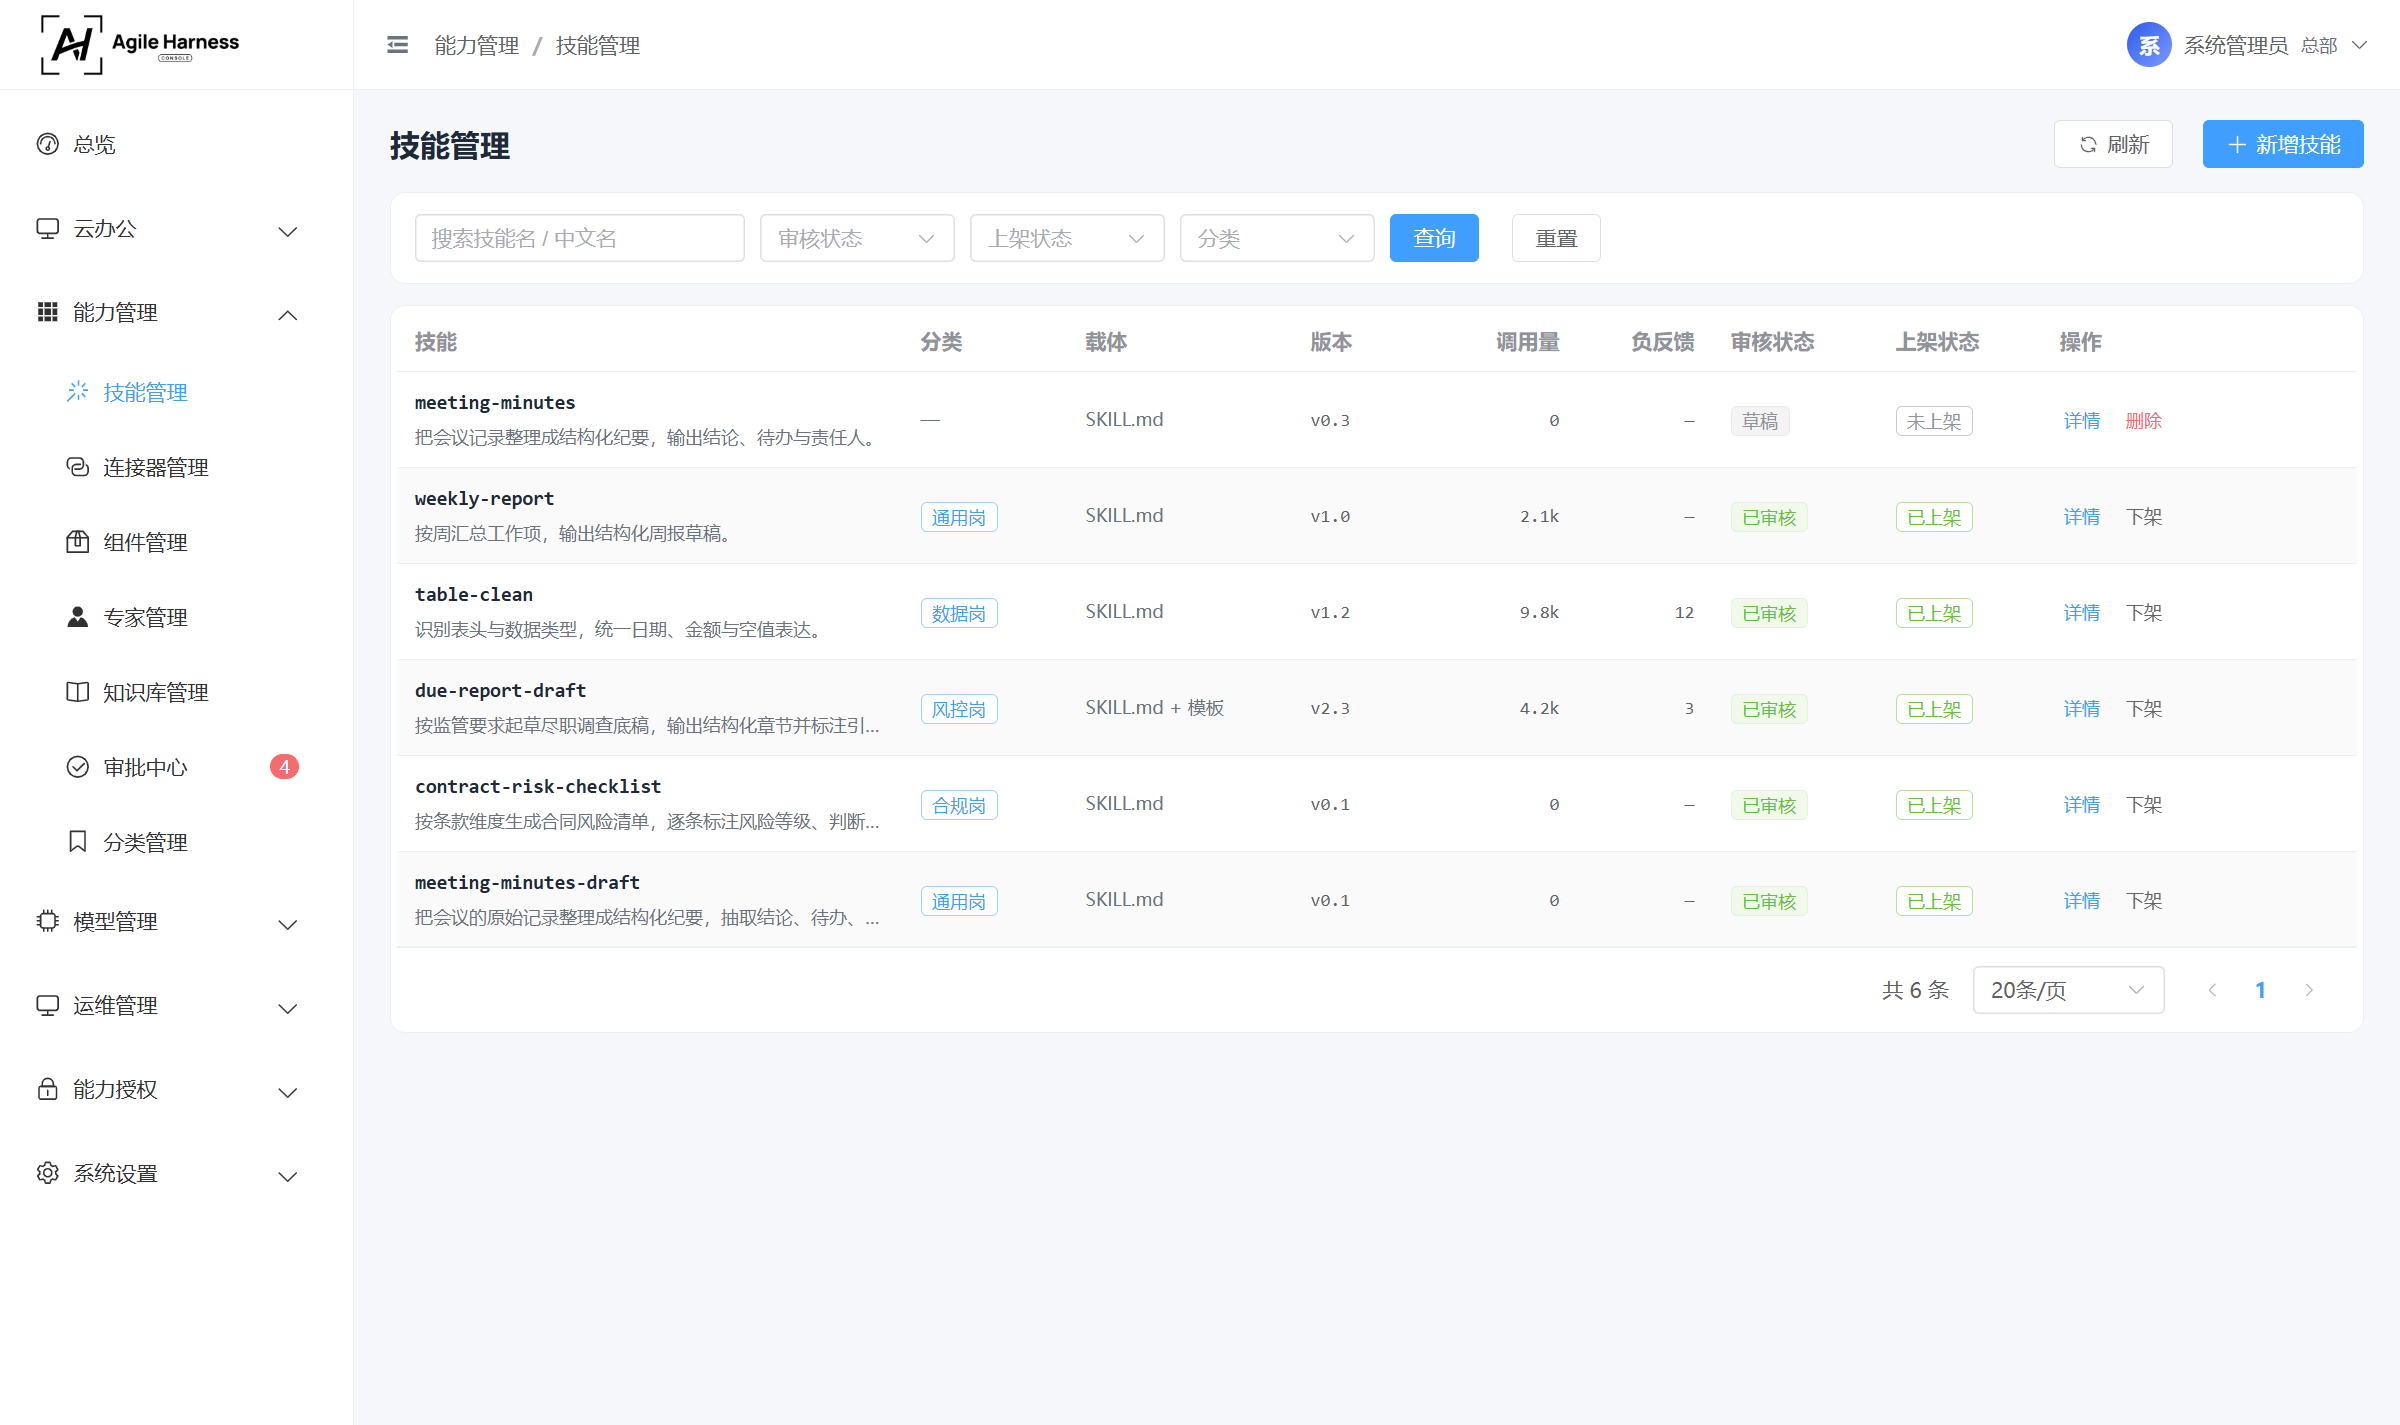 Agile Harness
CONSOLE
能力管理 / 技能管理
系 系统管理员 总部
总览
云办公
能力管理
技能管理
连接器管理
组件管理
专家管理
知识库管理
审批中心 4
分类管理
模型管理
运维管理
能力授权
系统设置
技能管理
刷新
新增技能
搜索技能名 / 中文名
审核状态
上架状态
分类
查询
重置
技能 分类 载体 版本 调用量 负反馈 审核状态 上架状态 操作
meeting-minutes
把会议记录整理成结构化纪要，输出结论、待办与责任人。
— SKILL.md v0.3 0 — 草稿 未上架 详情 删除
weekly-report
按周汇总工作项，输出结构化周报草稿。
通用岗 SKILL.md v1.0 2.1k — 已审核 已上架 详情 下架
table-clean
识别表头与数据类型，统一日期、金额与空值表达。
数据岗 SKILL.md v1.2 9.8k 12 已审核 已上架 详情 下架
due-report-draft
按监管要求起草尽职调查底稿，输出结构化章节并标注引...
风控岗 SKILL.md + 模板 v2.3 4.2k 3 已审核 已上架 详情 下架
contract-risk-checklist
按条款维度生成合同风险清单，逐条标注风险等级、判断...
合规岗 SKILL.md v0.1 0 — 已审核 已上架 详情 下架
meeting-minutes-draft
把会议的原始记录整理成结构化纪要，抽取结论、待办、...
通用岗 SKILL.md v0.1 0 — 已审核 已上架 详情 下架
共 6 条 20条/页 1